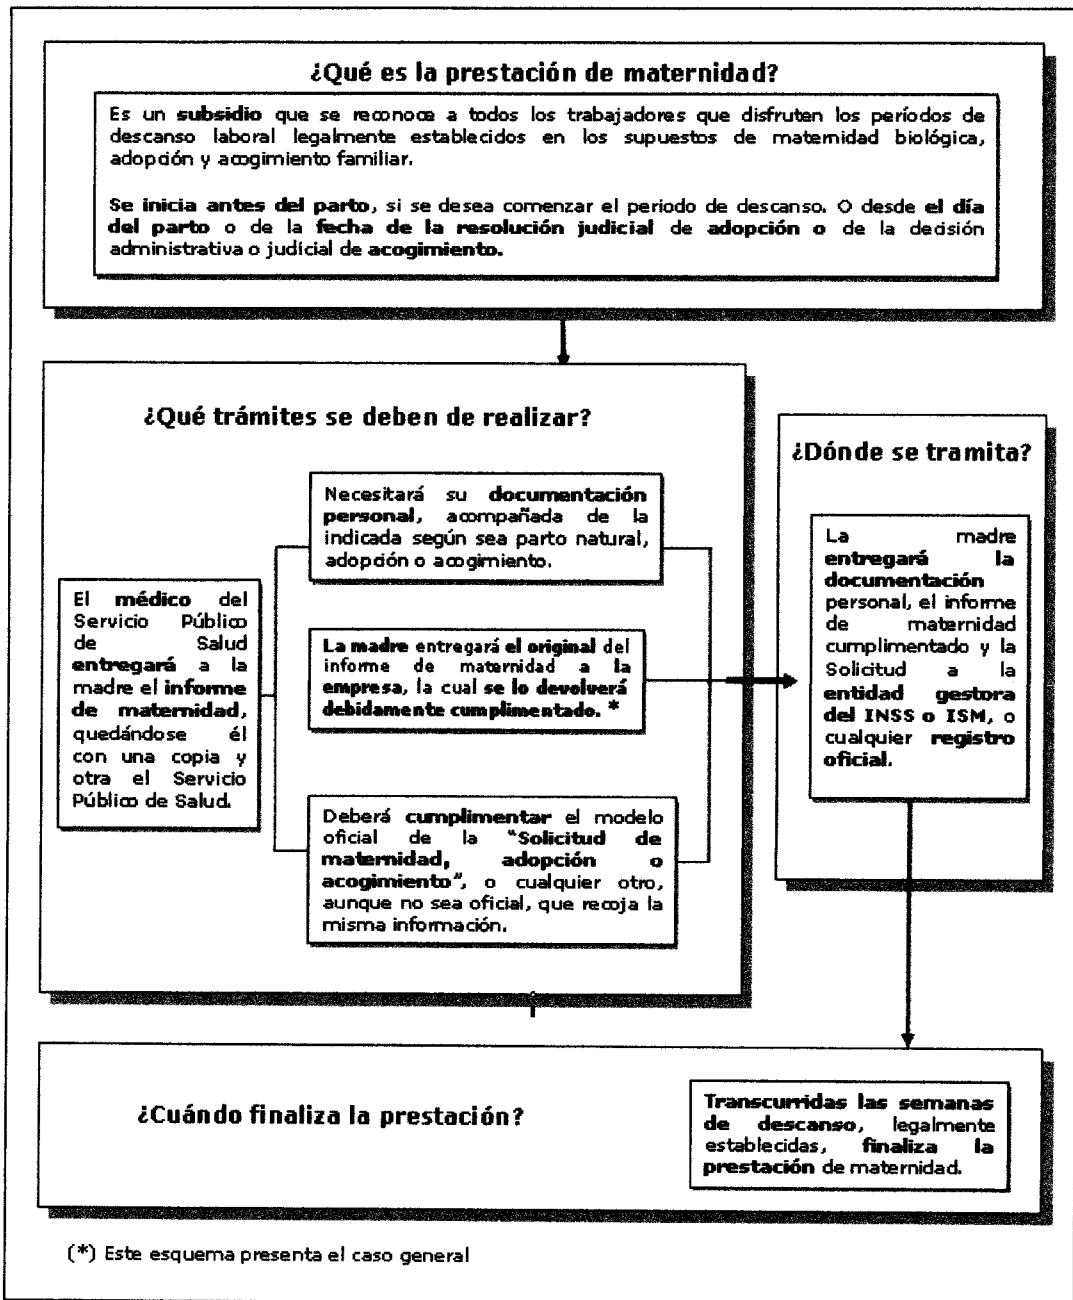 ¿Qué es la prestación de maternidad?
Es un subsidio que se reconoce a todos los trabajadores que disfruten los períodos de
descanso laboral legalmente establecidos en los supuestos de maternidad biológica,
adopción y acogimiento familiar.
Se inicia antes del parto, si se desea comenzar el periodo de descanso. O desde el día
del parto o de la fecha de la resolución judicial de adopción o de la decisión
administrativa o judicial de acogimiento.
¿Qué trámites se deben de realizar?
El médico del
Servicio Público
de Salud
entregará a la
madre el informe
de maternidad,
quedándose él
con una copia y
otra el Servicio
Público de Salud.
Necesitará su documentación
personal, acompañada de la
indicada según sea parto natural,
adopción o acogimiento.
La madre entregará el original del
informe de maternidad a la
empresa, la cual se lo devolverá
debidamente cumplimentado. *
Deberá cumplimentar el modelo
oficial de la "Solicitud de
maternidad, adopción o
acogimiento", o cualquier otro,
aunque no sea oficial, que recoja la
misma información.
¿Dónde se tramita?
La madre
entregará la
documentación
personal, el informe
de maternidad
cumplimentado y la
Solicitud a la
entidad gestora
del INSS o ISM, o
cualquier registro
oficial.
¿Cuándo finaliza la prestación?
Transcurridas las semanas
de descanso, legalmente
establecidas, finaliza la
prestación de maternidad.
(*) Este esquema presenta el caso general